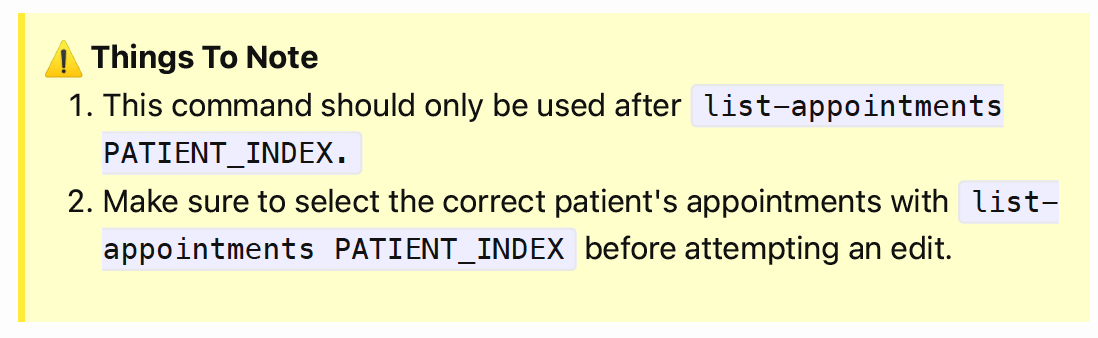 ⚠️ Things To Note
1. This command should only be used after list-appointments
PATIENT_INDEX.
2. Make sure to select the correct patient's appointments with list-
appointments PATIENT_INDEX before attempting an edit.